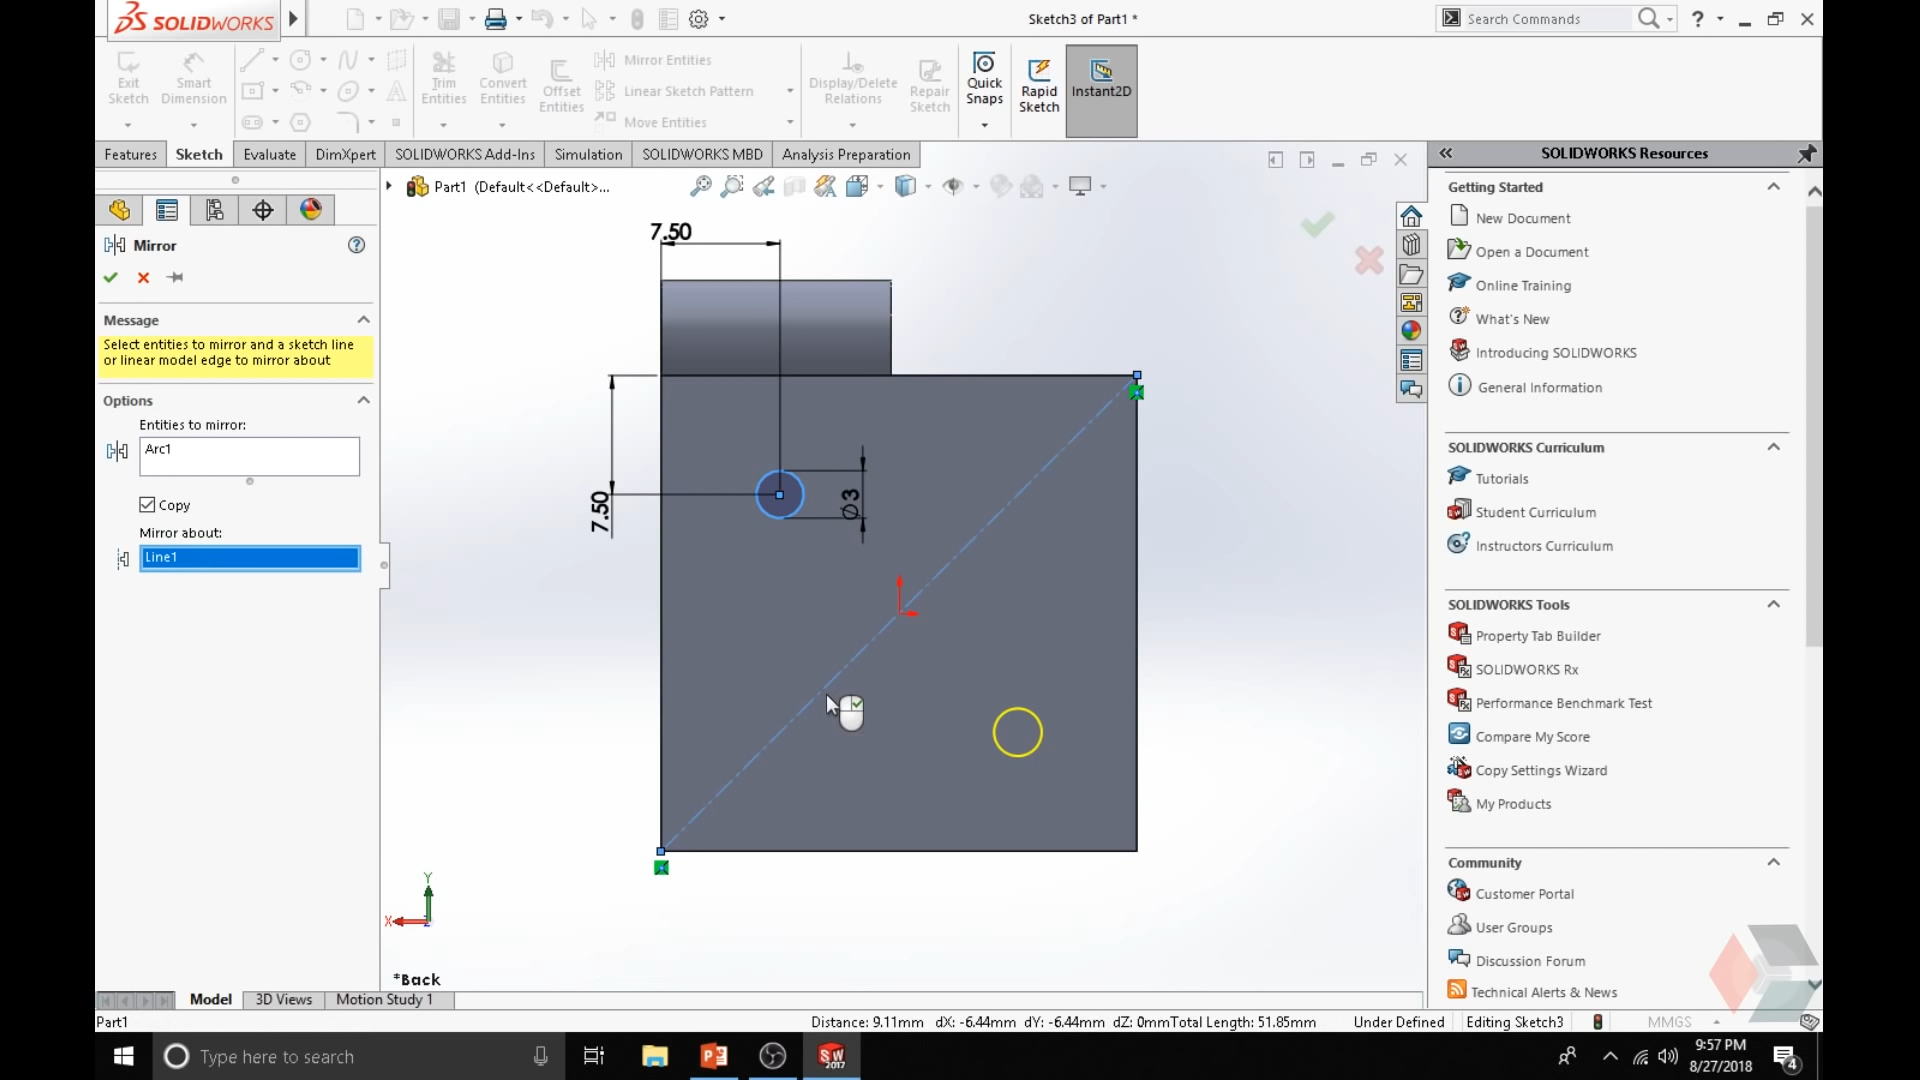 SOLIDWORKS
Sketch3 of Part1 *
Search Commands
Exit Sketch
Smart Dimension
Trim Entities
Convert Entities
Offset Entities
Mirror Entities
Linear Sketch Pattern
Move Entities
Display/Delete Relations
Repair Sketch
Quick Snaps
Rapid Sketch
Instant2D
Features
Sketch
Evaluate
DimXpert
SOLIDWORKS Add-Ins
Simulation
SOLIDWORKS MBD
Analysis Preparation
Part1 (Default<<Default>...
Mirror
Message
Select entities to mirror and a sketch line
or linear model edge to mirror about
Options
Entities to mirror:
Arc1
Copy
Mirror about:
Line1
7.50
7.50
Ø3
Y
X
Z
*Back
SOLIDWORKS Resources
Getting Started
New Document
Open a Document
Online Training
What's New
Introducing SOLIDWORKS
General Information
SOLIDWORKS Curriculum
Tutorials
Student Curriculum
Instructors Curriculum
SOLIDWORKS Tools
Property Tab Builder
SOLIDWORKS Rx
Performance Benchmark Test
Compare My Score
Copy Settings Wizard
My Products
Community
Customer Portal
User Groups
Discussion Forum
Technical Alerts & News
Model
3D Views
Motion Study 1
Part1
Distance: 9.11mm dX: -6.44mm dY: -6.44mm dZ: 0mmTotal Length: 51.85mm
Under Defined
Editing Sketch3
MMGS
Type here to search
SW
2017
9:57 PM
8/27/2018
4